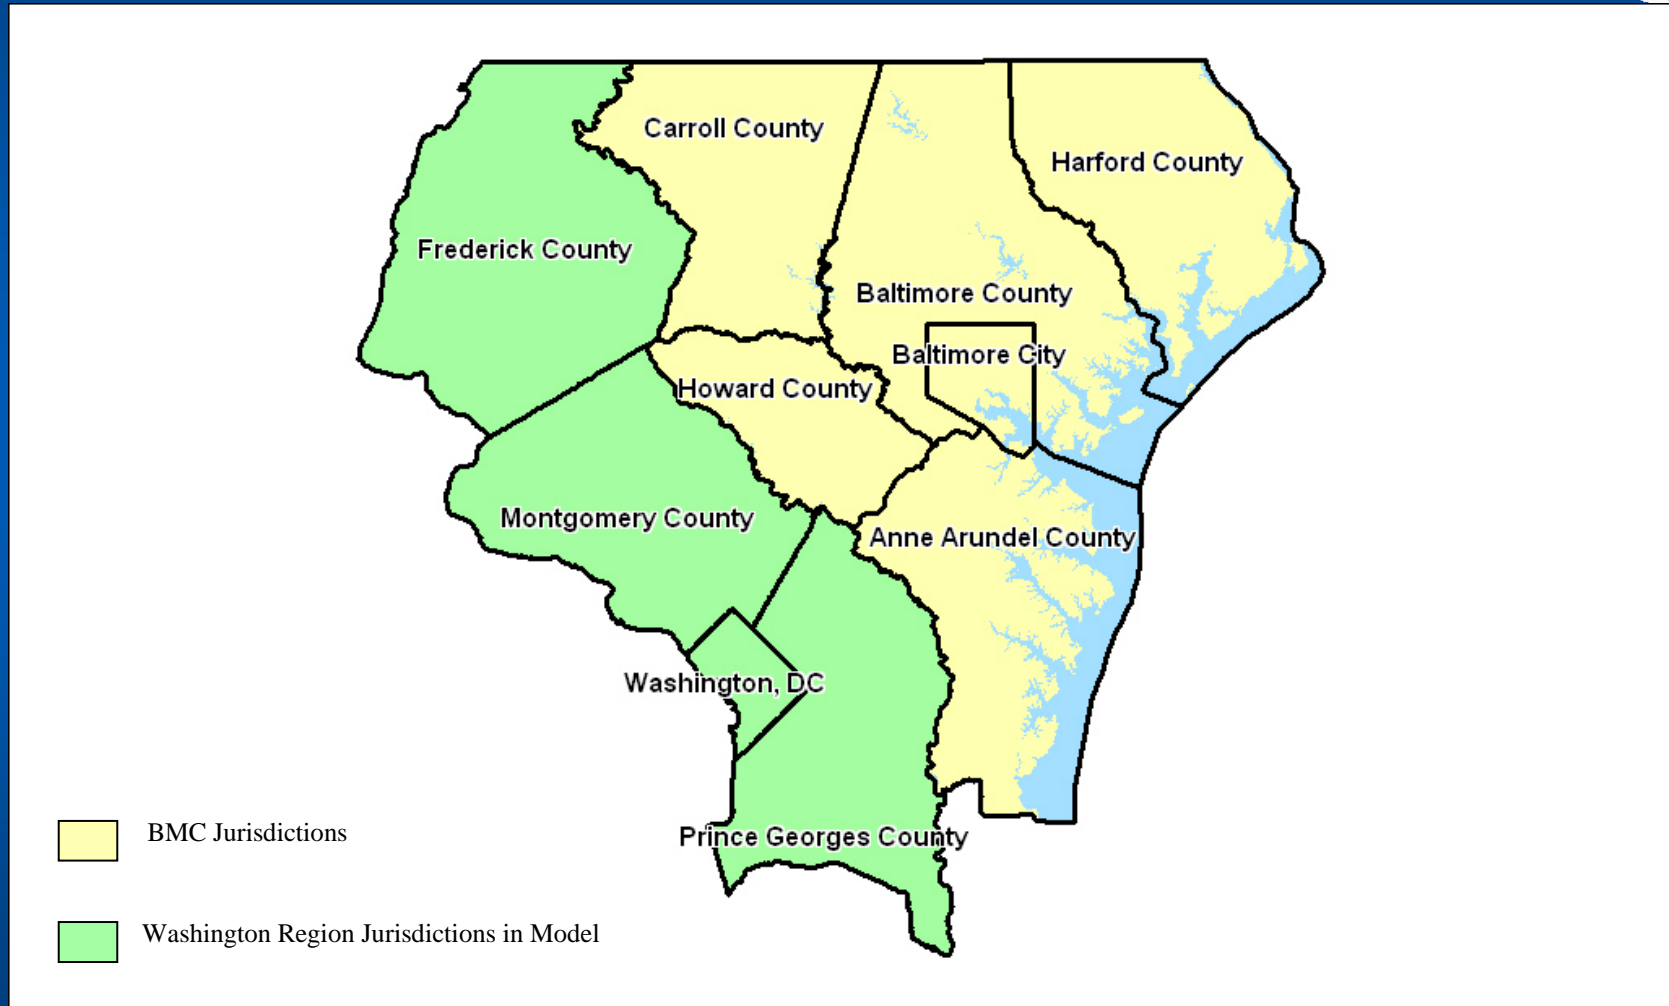 Carroll County
Harford County
Frederick County
Baltimore County
Baltimore City
Howard County
Montgomery County
Anne Arundel County
Washington, DC
Prince Georges County
BMC Jurisdictions
Washington Region Jurisdictions in Model